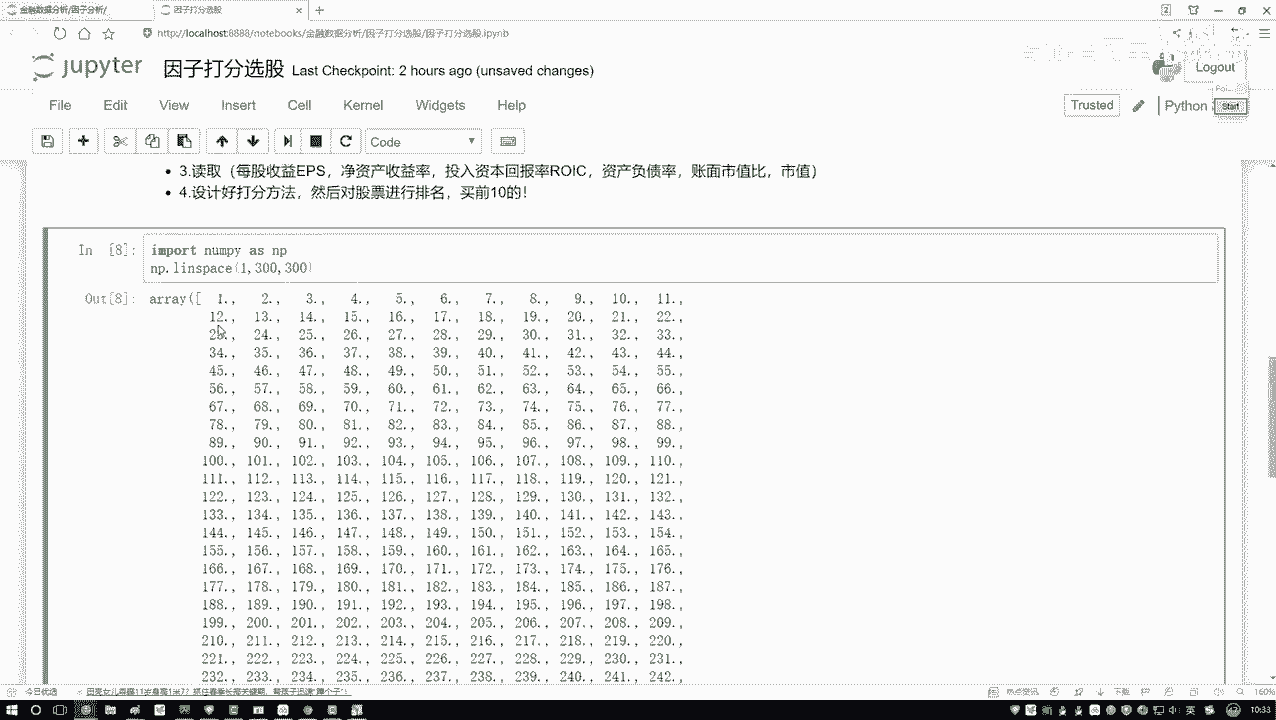 金融数据分析/因子分析/
因子打分选股
http://localhost:8888/notebooks/金融数据分析/因子打分选股/因子打分选股.ipynb
jupyter 因子打分选股 Last Checkpoint: 2 hours ago (unsaved changes)
Logout
File Edit View Insert Cell Kernel Widgets Help
Trusted Python Start
Code
3.读取（每股收益EPS，净资产收益率，投入资本回报率ROIC，资产负债率，账面市值比，市值）
4.设计好打分方法，然后对股票进行排名，买前10的！
In [8]: import numpy as np
np.linspace(1,300,300)
Out[8]: array([ 1., 2., 3., 4., 5., 6., 7., 8., 9., 10., 11.,
12., 13., 14., 15., 16., 17., 18., 19., 20., 21., 22.,
23., 24., 25., 26., 27., 28., 29., 30., 31., 32., 33.,
34., 35., 36., 37., 38., 39., 40., 41., 42., 43., 44.,
45., 46., 47., 48., 49., 50., 51., 52., 53., 54., 55.,
56., 57., 58., 59., 60., 61., 62., 63., 64., 65., 66.,
67., 68., 69., 70., 71., 72., 73., 74., 75., 76., 77.,
78., 79., 80., 81., 82., 83., 84., 85., 86., 87., 88.,
89., 90., 91., 92., 93., 94., 95., 96., 97., 98., 99.,
100., 101., 102., 103., 104., 105., 106., 107., 108., 109., 110.,
111., 112., 113., 114., 115., 116., 117., 118., 119., 120., 121.,
122., 123., 124., 125., 126., 127., 128., 129., 130., 131., 132.,
133., 134., 135., 136., 137., 138., 139., 140., 141., 142., 143.,
144., 145., 146., 147., 148., 149., 150., 151., 152., 153., 154.,
155., 156., 157., 158., 159., 160., 161., 162., 163., 164., 165.,
166., 167., 168., 169., 170., 171., 172., 173., 174., 175., 176.,
177., 178., 179., 180., 181., 182., 183., 184., 185., 186., 187.,
188., 189., 190., 191., 192., 193., 194., 195., 196., 197., 198.,
199., 200., 201., 202., 203., 204., 205., 206., 207., 208., 209.,
210., 211., 212., 213., 214., 215., 216., 217., 218., 219., 220.,
221., 222., 223., 224., 225., 226., 227., 228., 229., 230., 231.,
232., 233., 234., 235., 236., 237., 238., 239., 240., 241., 242.,
今日优选
160%
10:33